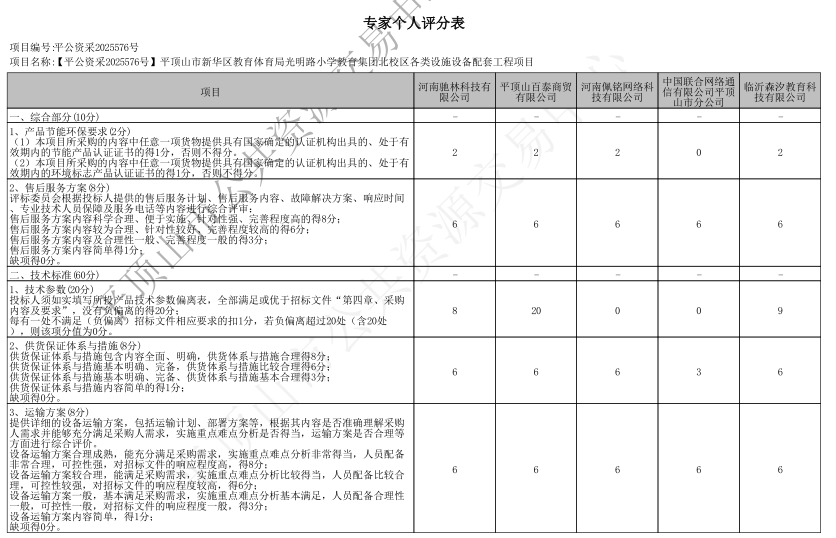 专家个人评分表
项目编号:平公资采2025576号
项目名称:【平公资采2025576号】平顶山市新华区教育体育局光明路小学教育集团北校区各类设施设备配套工程项目
项目
河南驰林科技有
限公司
平顶山百泰商贸
有限公司
河南佩铭网络科
技有限公司
中国联合网络通
信有限公司平顶
山市分公司
临沂森汐教育科
技有限公司
一、综合部分(10分)
－ － － － －
1、产品节能环保要求(2分)
（1）本项目所采购的内容中任意一项货物提供具有国家确定的认证机构出具的、处于有
效期内的节能产品认证证书的得1分，否则不得分。
（2）本项目所采购的内容中任意一项货物提供具有国家确定的认证机构出具的、处于有
效期内的环境标志产品认证证书的得1分，否则不得分。
2 2 2 0 2
2、售后服务方案(8分)
评标委员会根据投标人提供的售后服务计划、售后服务内容、故障解决方案、响应时间
、专业技术人员保障及服务电话等内容进行综合评审；
售后服务方案内容科学合理、便于实施、针对性强、完善程度高的得8分；
售后服务方案内容较为合理、针对性较好、完善程度较高的得6分；
售后服务方案内容及合理性一般、完善程度一般的得3分；
售后服务方案内容简单得1分；
缺项得0分。
6 6 6 6 6
二、技术标准(60分)
－ － － － －
1、技术参数(20分)
投标人须如实填写所投产品技术参数偏离表，全部满足或优于招标文件“第四章、采购
内容及要求”，没有负偏离的得20分；
每有一处不满足（负偏离）招标文件相应要求的扣1分，若负偏离超过20处（含20处
），则该项分值为0分。
8 20 0 0 9
2、供货保证体系与措施(8分)
供货保证体系与措施包含内容全面、明确，供货体系与措施合理得8分；
供货保证体系与措施基本明确、完备，供货体系与措施比较合理得6分；
供货保证体系与措施基本明确、完备、供货体系与措施基本合理得3分；
供货保证体系与措施内容简单的得1分；
缺项得0分。
6 6 6 3 6
3、运输方案(8分)
提供详细的设备运输方案，包括运输计划、部署方案等，根据其内容是否准确理解采购
人需求并能够充分满足采购人需求，实施重点难点分析是否得当，运输方案是否合理等
方面进行综合评价。
设备运输方案合理成熟，能充分满足采购需求，实施重点难点分析非常得当，人员配备
非常合理，可控性强，对招标文件的响应程度高，得8分；
设备运输方案较合理，能满足采购需求，实施重点难点分析比较得当，人员配备比较合
理，可控性较强，对招标文件的响应程度较高，得6分；
设备运输方案一般，基本满足采购需求，实施重点难点分析基本满足，人员配备合理性
一般，可控性一般，对招标文件的响应程度一般，得3分；
设备运输方案内容简单，得1分；
缺项得0分。
6 6 6 6 6
平顶山市公共资源交易中心
平顶山市公共资源交易中心